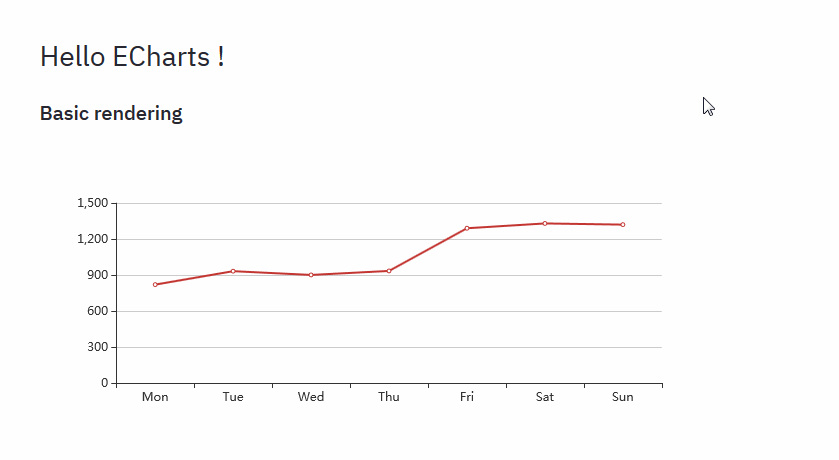 Hello ECharts !
Basic rendering
1,500
1,200
900
600
300
0
Mon Tue Wed Thu Fri Sat Sun